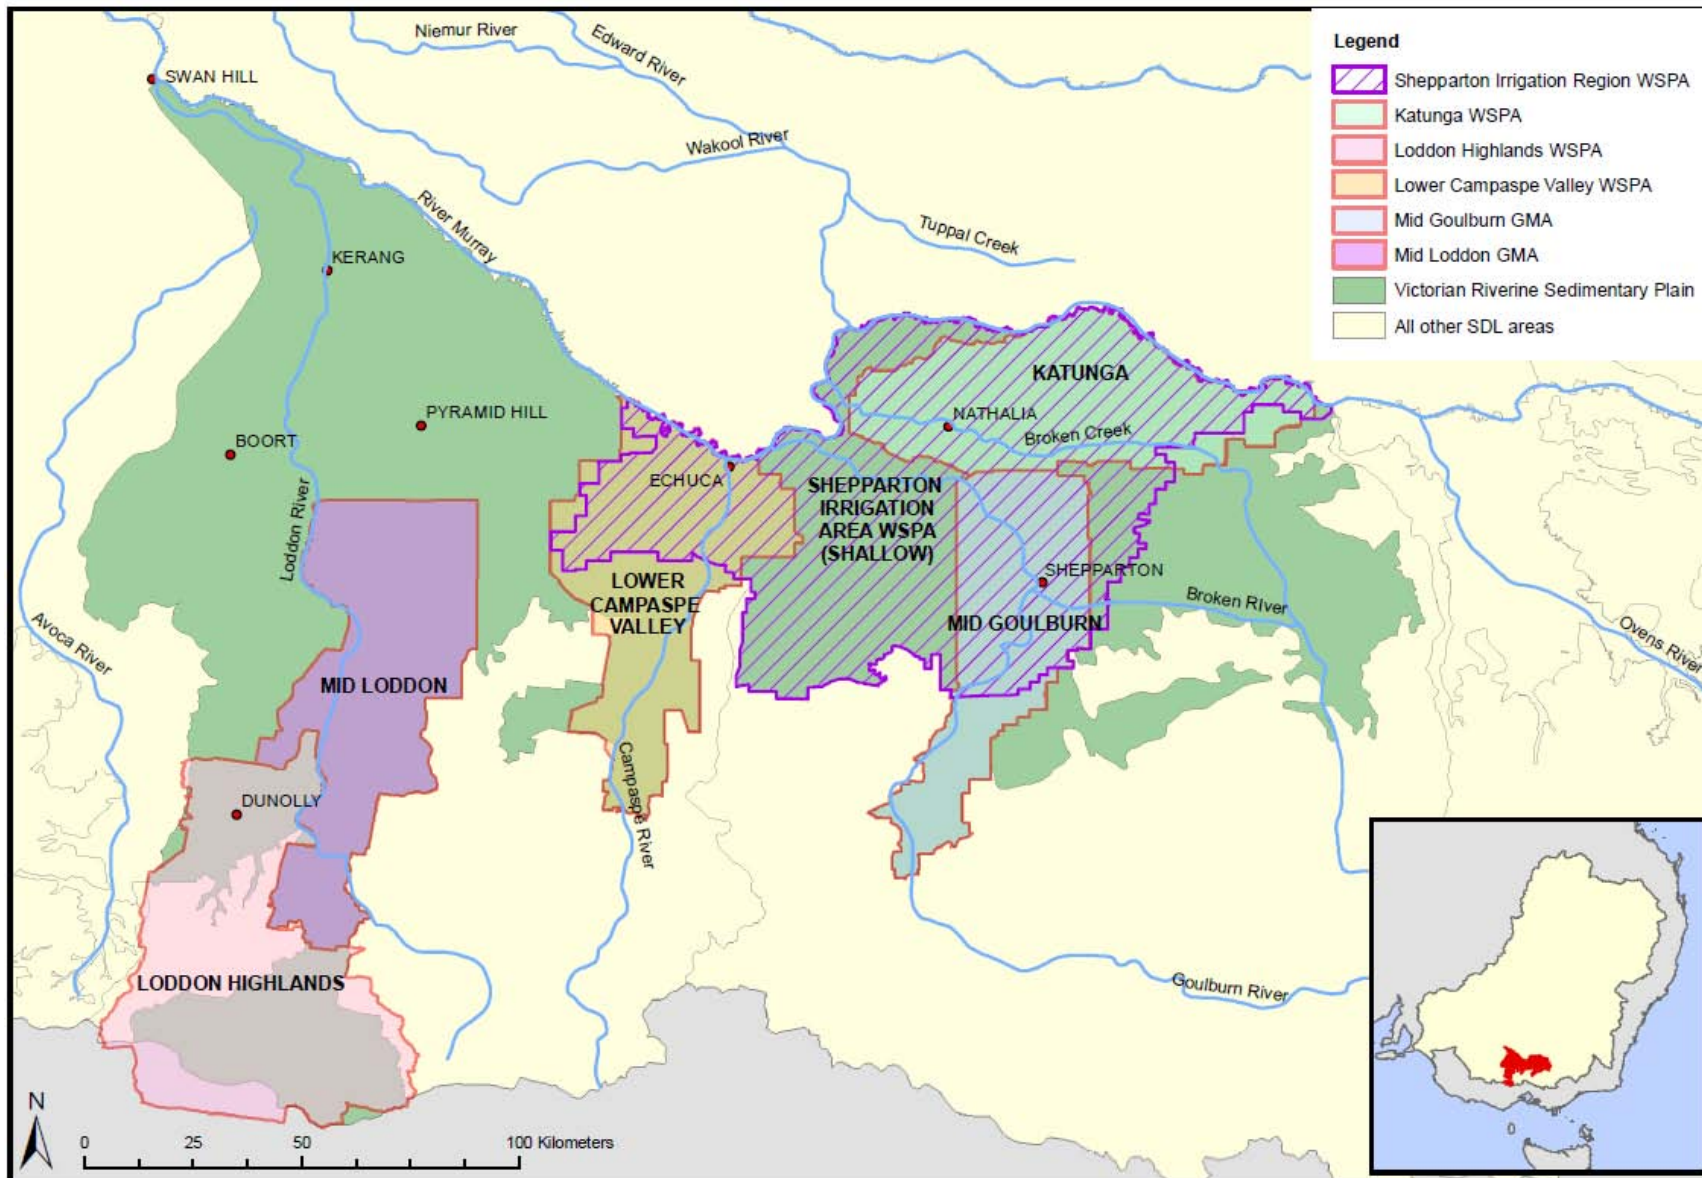 Niemur River
Edward River
SWAN HILL
Wakool River
River Murray
Tuppal Creek
KERANG
PYRAMID HILL
BOORT
Loddon River
Avoca River
KATUNGA
NATHALIA
Broken Creek
ECHUCA
SHEPPARTON
IRRIGATION
AREA WSPA
(SHALLOW)
LOWER
CAMPASPE
VALLEY
SHEPPARTON
MID GOULBURN
Broken River
Ovens River
MID LODDON
DUNOLLY
Campaspe River
LODDON HIGHLANDS
Goulburn River
Legend
Shepparton Irrigation Region WSPA
Katunga WSPA
Loddon Highlands WSPA
Lower Campaspe Valley WSPA
Mid Goulburn GMA
Mid Loddon GMA
Victorian Riverine Sedimentary Plain
All other SDL areas
N
0 25 50 100 Kilometers